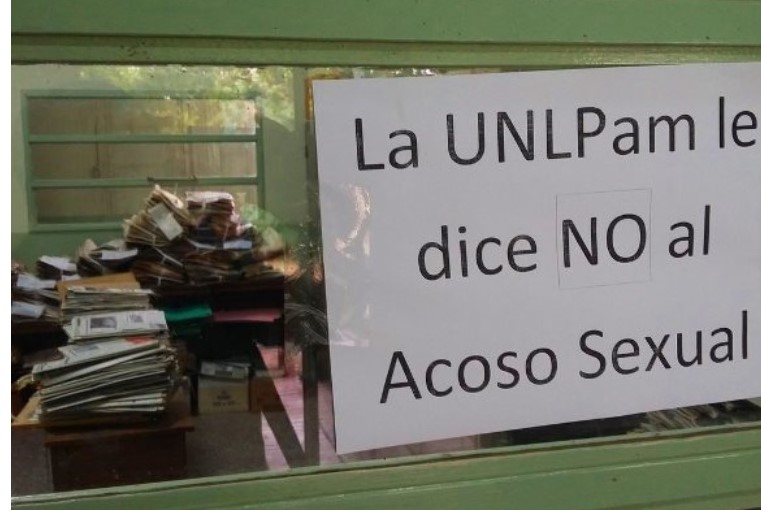 La UNLPam le
dice NO al
Acoso Sexual